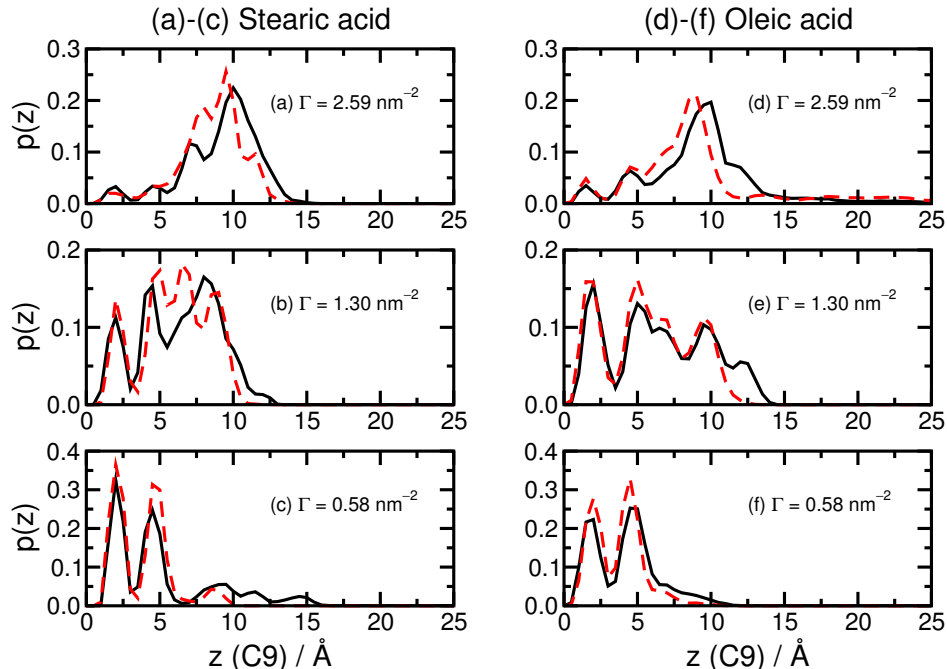 (a)-(c) Stearic acid
(d)-(f) Oleic acid
0.3
0.2
0.1
0.0
p(z)
(a) Γ = 2.59 nm⁻²
0 5 10 15 20 25
(d) Γ = 2.59 nm⁻²
0.3
0.2
0.1
0.0
0 5 10 15 20 25
0.2
0.1
0.0
p(z)
(b) Γ = 1.30 nm⁻²
0 5 10 15 20 25
0.2
0.1
0.0
(e) Γ = 1.30 nm⁻²
0 5 10 15 20 25
0.4
0.3
0.2
0.1
0.0
p(z)
(c) Γ = 0.58 nm⁻²
0 5 10 15 20 25
z (C9) / Å
0.4
0.3
0.2
0.1
0.0
(f) Γ = 0.58 nm⁻²
0 5 10 15 20 25
z (C9) / Å